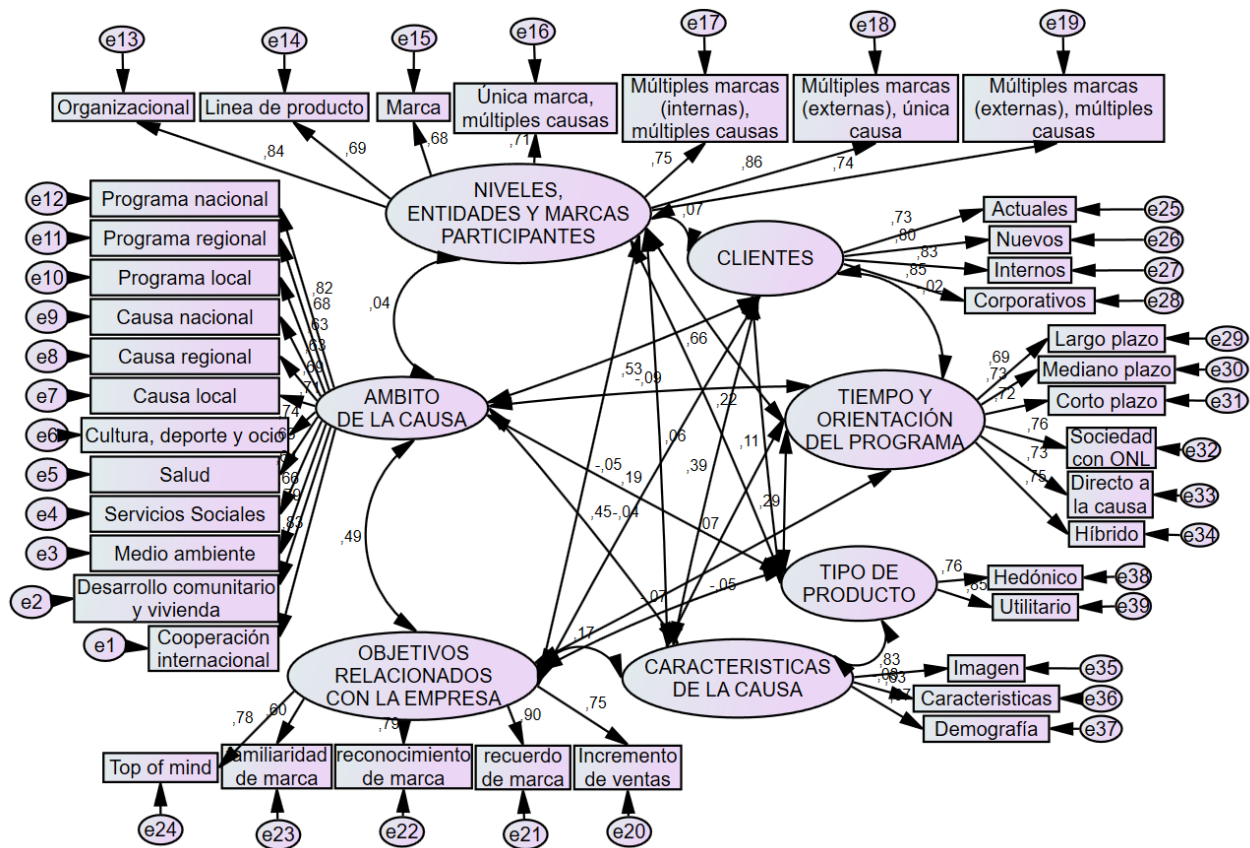 e13
e14
e15
e16
e17
e18
e19
Organizacional
Linea de producto
Marca
Única marca,
múltiples causas
Múltiples marcas
(internas),
múltiples causas
Múltiples marcas
(externas), única
causa
Múltiples marcas
(externas), múltiples
causas
,84
,69
,68
,71
,75
,86
,74
NIVELES,
ENTIDADES Y MARCAS
PARTICIPANTES
,07
e12
Programa nacional
e11
Programa regional
e10
Programa local
e9
Causa nacional
e8
Causa regional
e7
Causa local
e6
Cultura, deporte y ocio
e5
Salud
e4
Servicios Sociales
e3
Medio ambiente
e2
Desarrollo comunitario
y vivienda
e1
Cooperación
internacional
,82
,68
,63
,63
,69
,74
66
,83
AMBITO
DE LA CAUSA
,04
,49
CLIENTES
,73
,80
,83
,85
-,02
Actuales
e25
Nuevos
e26
Internos
e27
Corporativos
e28
,66
,53
-,09
,22
,06
,11
,39
-,05
,19
,45
-,04
,29
,07
-,07
-,05
,17
TIEMPO Y
ORIENTACIÓN
DEL PROGRAMA
,69
,73
,72
,76
,73
,75
Largo plazo
e29
Mediano plazo
e30
Corto plazo
e31
Sociedad
con ONL
e32
Directo a
la causa
e33
Híbrido
e34
TIPO DE
PRODUCTO
,76
,85
Hedónico
e38
Utilitario
e39
CARACTERISTICAS
DE LA CAUSA
,83
Imagen
e35
Caracteristicas
e36
Demografía
e37
OBJETIVOS
RELACIONADOS
CON LA EMPRESA
,78
,60
,79
,90
,75
Top of mind
familiaridad
de marca
reconocimiento
de marca
recuerdo
de marca
Incremento
de ventas
e24
e23
e22
e21
e20